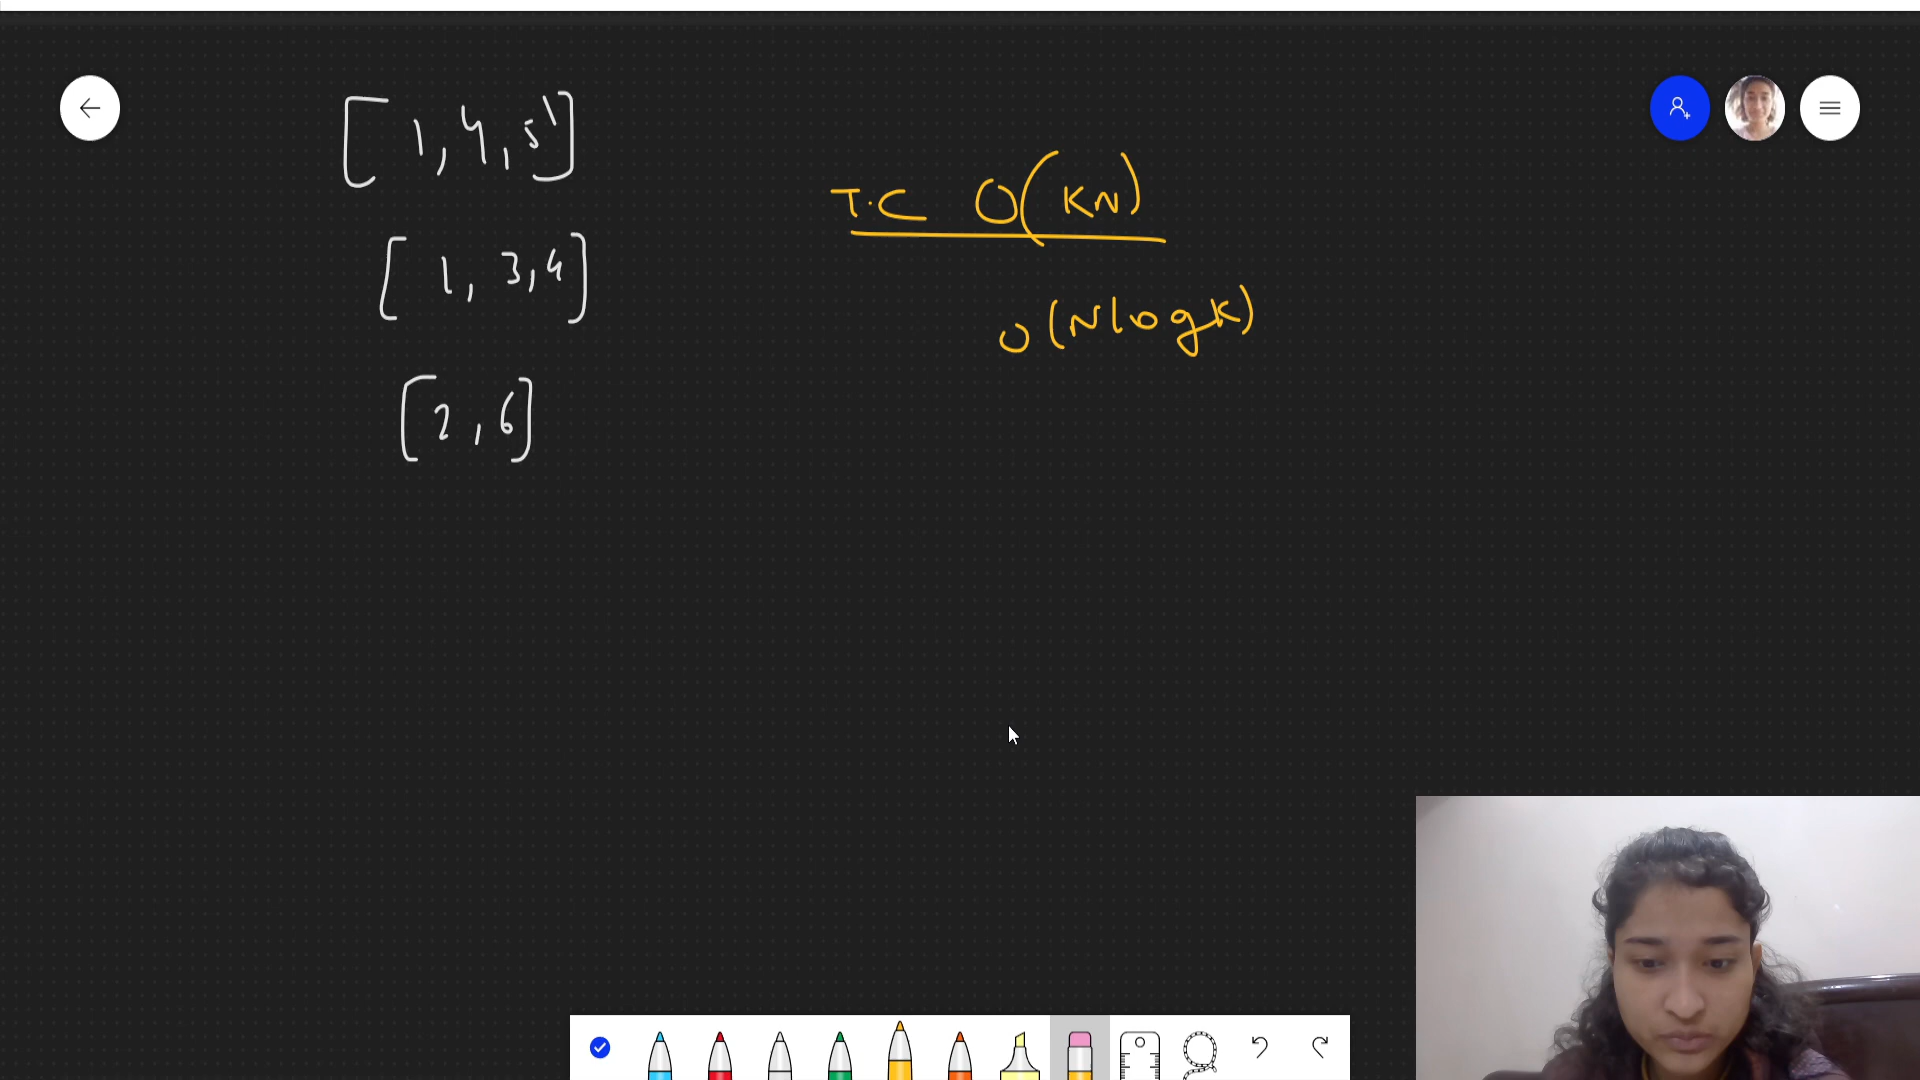 [ 1, 4, 5 ]
[ 1, 3, 4 ]
[ 2, 6 ]
T.C O(KN)
O(NlogK)